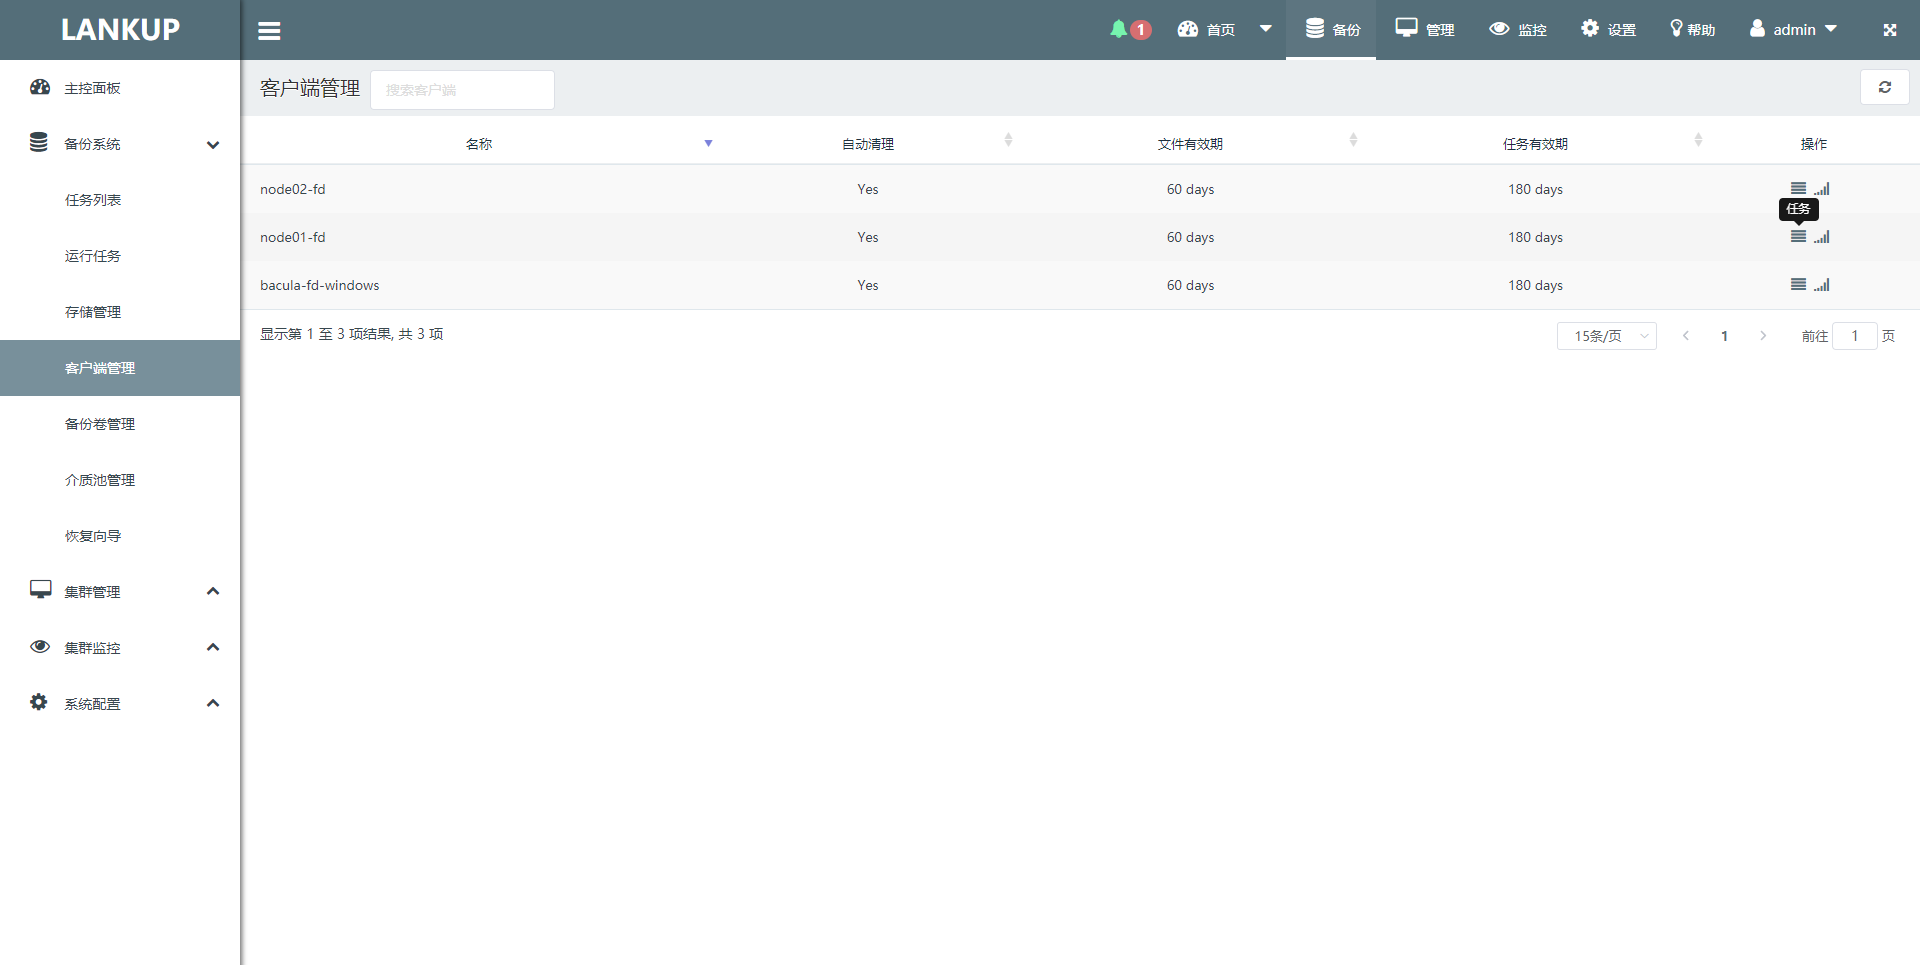 LANKUP
1 首页 备份 管理 监控 设置 帮助 admin
主控面板
备份系统
任务列表
运行任务
存储管理
客户端管理
备份卷管理
介质池管理
恢复向导
集群管理
集群监控
系统配置
客户端管理 搜索客户端
名称 自动清理 文件有效期 任务有效期 操作
node02-fd Yes 60 days 180 days
任务
node01-fd Yes 60 days 180 days
bacula-fd-windows Yes 60 days 180 days
显示第 1 至 3 项结果, 共 3 项 15条/页 1 前往 1 页